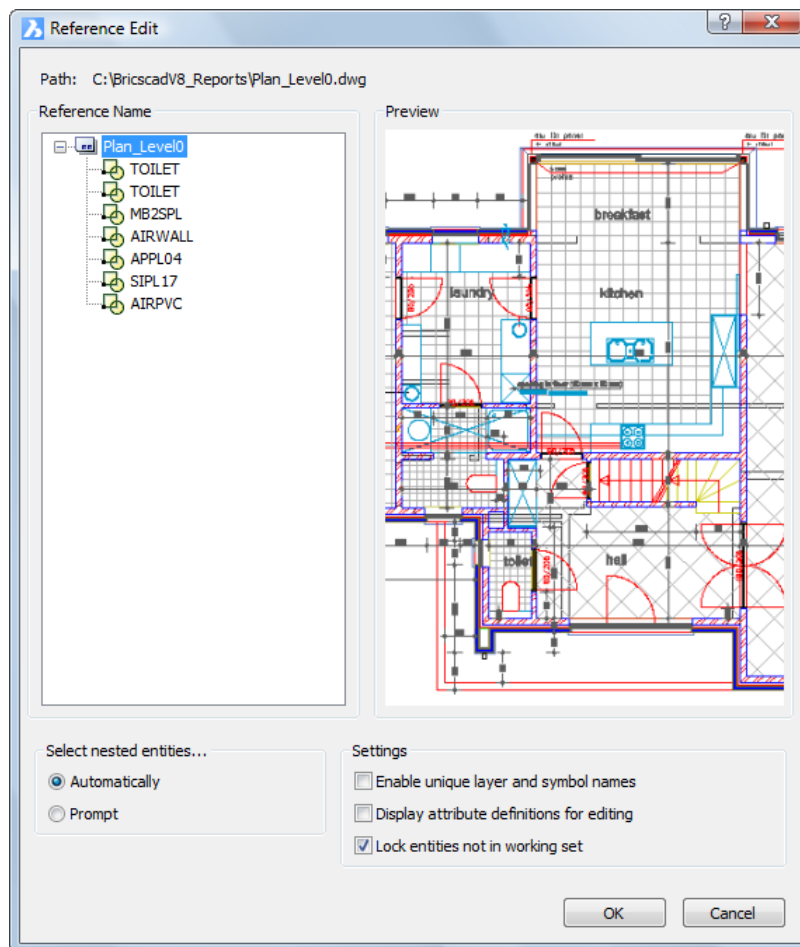 Reference Edit
Path: C:\BricscadV8_Reports\Plan_Level0.dwg
Reference Name
Plan_Level0
TOILET
TOILET
MB2SPL
AIRWALL
APPL04
SIPL17
AIRPVC
Preview
breakfast
laundry
kitchen
toilet
hall
Select nested entities...
Automatically
Prompt
Settings
Enable unique layer and symbol names
Display attribute definitions for editing
Lock entities not in working set
OK
Cancel